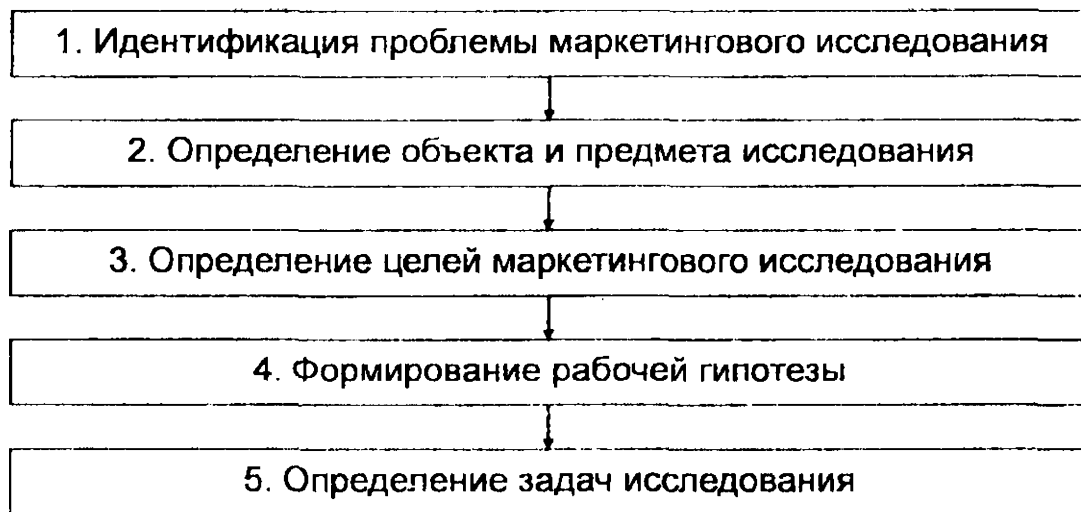 1. Идентификация проблемы маркетингового исследования
2. Определение объекта и предмета исследования
3. Определение целей маркетингового исследования
4. Формирование рабочей гипотезы
5. Определение задач исследования